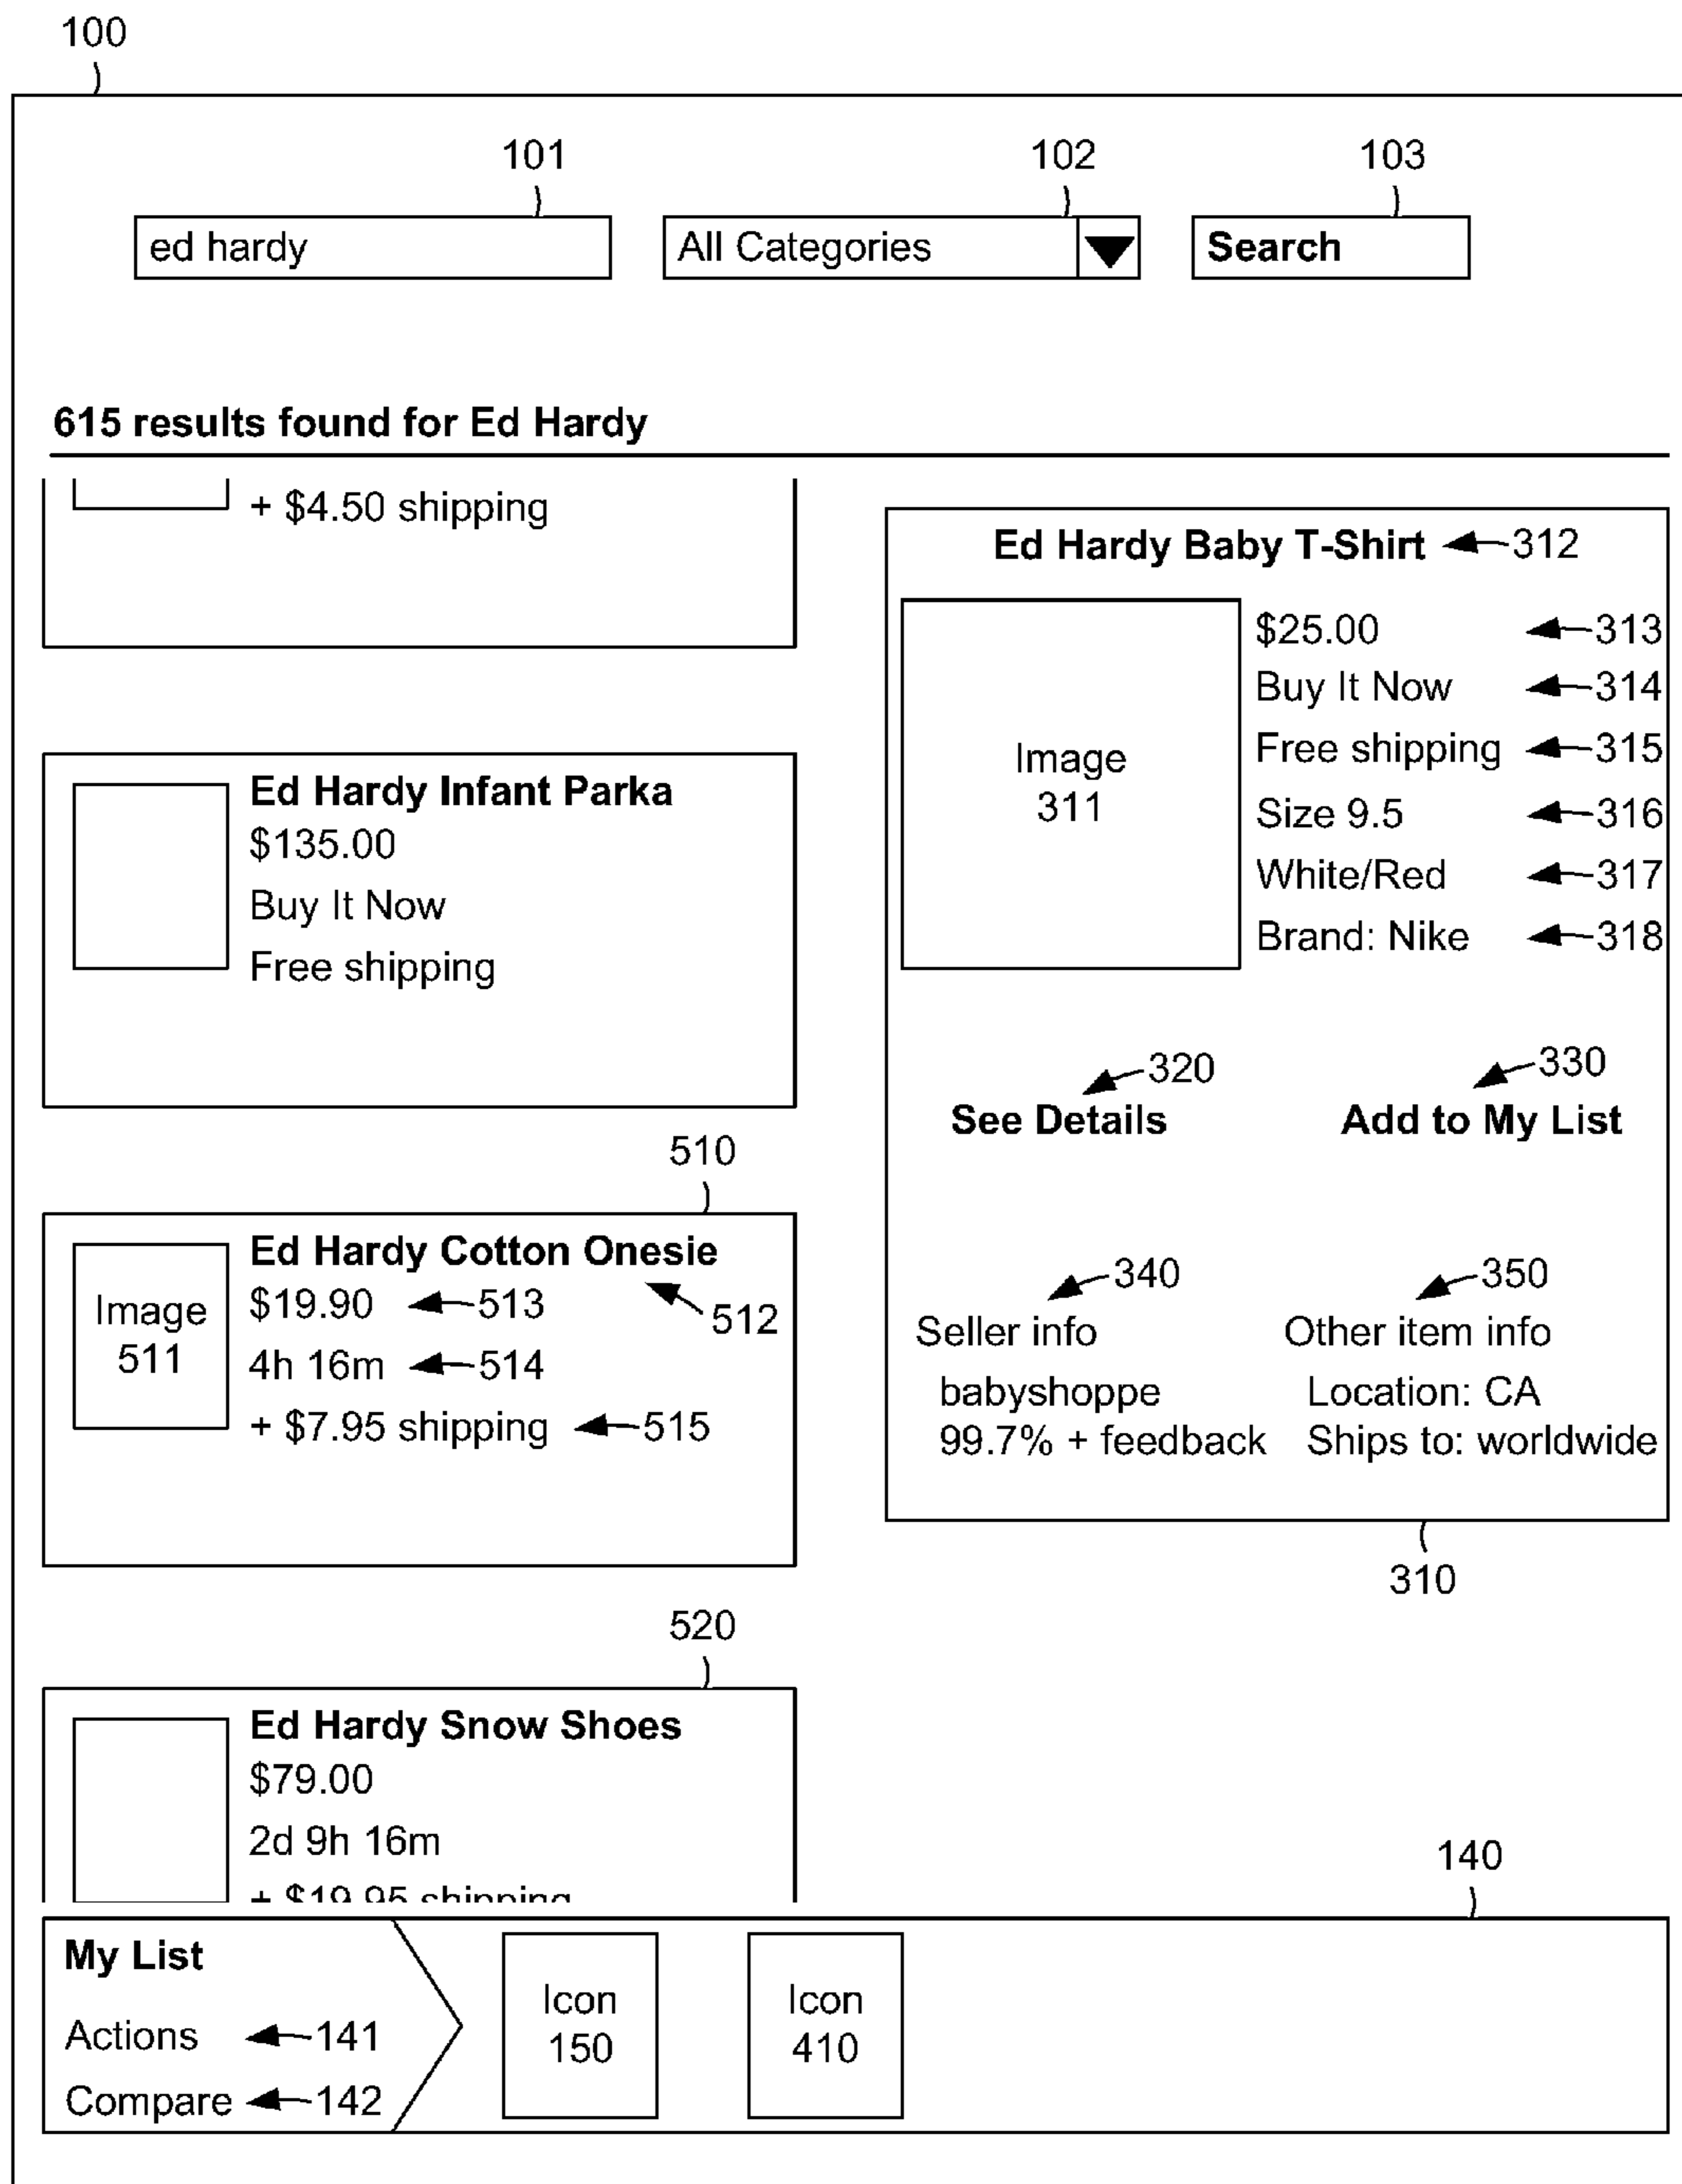 100
101
102
103
ed hardy
All Categories
Search
615 results found for Ed Hardy
+ $4.50 shipping
Ed Hardy Infant Parka
$135.00
Buy It Now
Free shipping
510
Ed Hardy Cotton Onesie
512
Image
511
$19.90 513
4h 16m 514
+ $7.95 shipping 515
520
Ed Hardy Snow Shoes
$79.00
2d 9h 16m
+ $19.95 shipping
Ed Hardy Baby T-Shirt 312
Image
311
$25.00 313
Buy It Now 314
Free shipping 315
Size 9.5 316
White/Red 317
Brand: Nike 318
320
See Details
330
Add to My List
340
Seller info
babyshoppe
99.7% + feedback
350
Other item info
Location: CA
Ships to: worldwide
310
140
My List
Actions 141
Compare 142
Icon
150
Icon
410